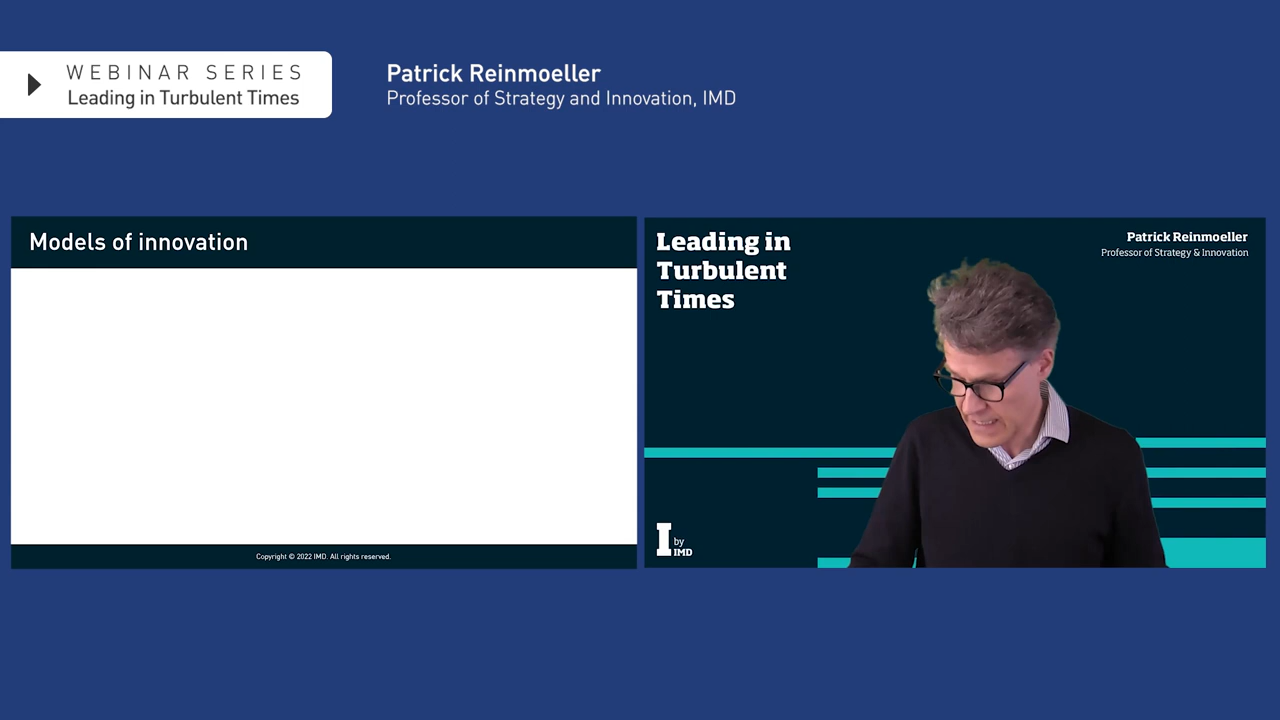 WEBINAR SERIES
Leading in Turbulent Times
Patrick Reinmoeller
Professor of Strategy and Innovation, IMD
Models of innovation
Copyright © 2022 IMD. All rights reserved.
Leading in
Turbulent
Times
Patrick Reinmoeller
Professor of Strategy & Innovation
I by
IMD